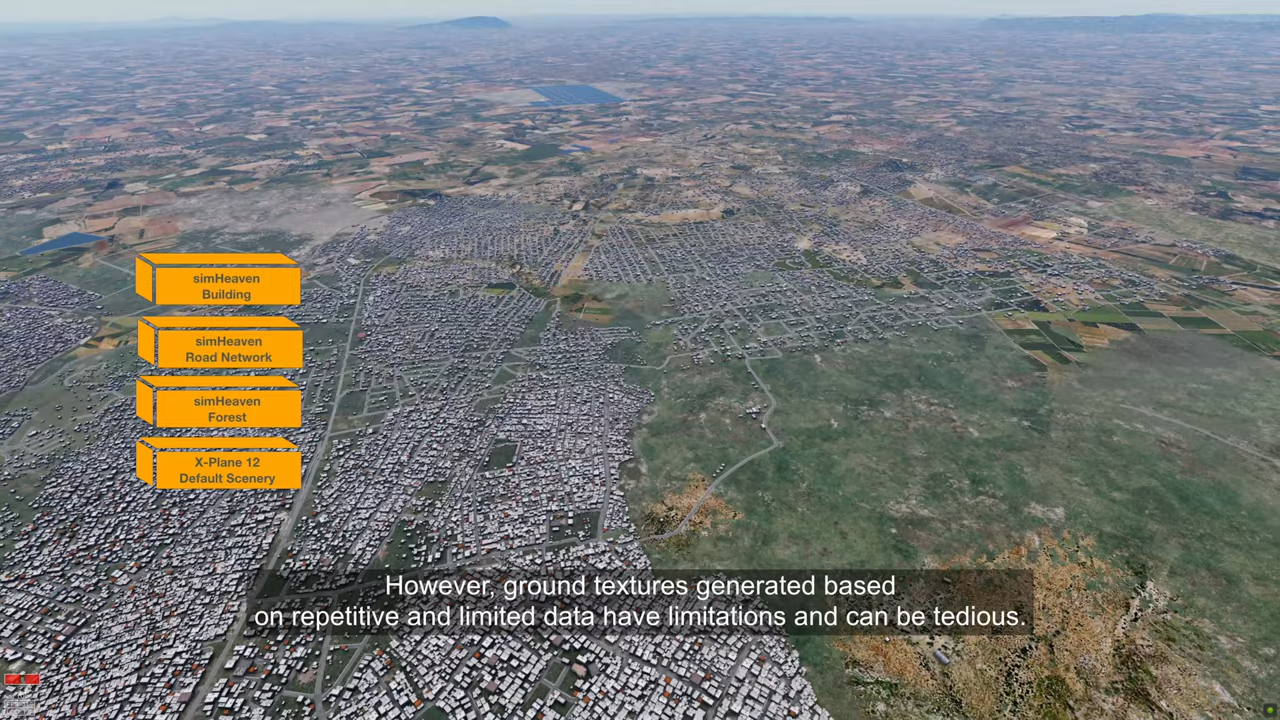 simHeaven
Building
simHeaven
Road Network
simHeaven
Forest
X-Plane 12
Default Scenery
However, ground textures generated based
on repetitive and limited data have limitations and can be tedious.